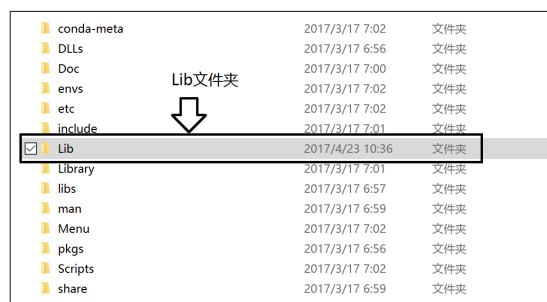 conda-meta 2017/3/17 7:02 文件夹
DLLs 2017/3/17 6:56 文件夹
Doc 2017/3/17 7:00 文件夹
Lib文件夹
envs 2017/3/17 7:02 文件夹
etc 2017/3/17 7:02 文件夹
include 2017/3/17 7:01 文件夹
Lib 2017/4/23 10:36 文件夹
Library 2017/3/17 7:01 文件夹
libs 2017/3/17 6:57 文件夹
man 2017/3/17 6:59 文件夹
Menu 2017/3/17 7:02 文件夹
pkgs 2017/3/17 6:56 文件夹
Scripts 2017/3/17 7:02 文件夹
share 2017/3/17 6:59 文件夹